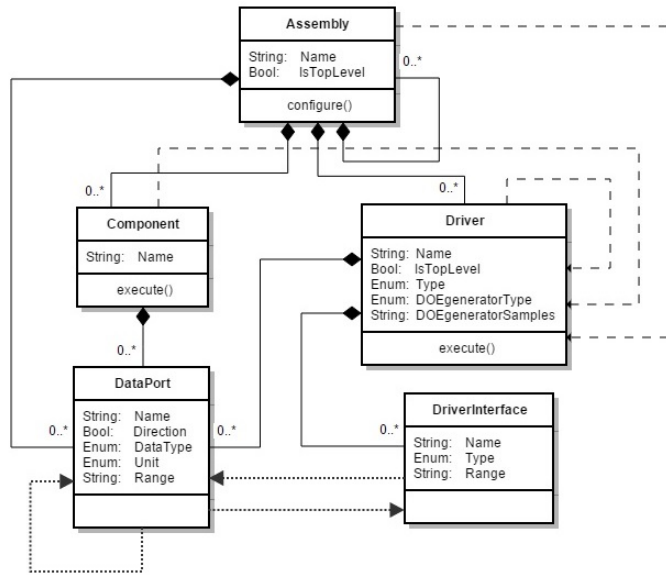 Assembly
String: Name
Bool: IsTopLevel
configure()
0..*
0..*
0..*
Component
String: Name
execute()
Driver
String: Name
Bool: IsTopLevel
Enum: Type
Enum: DOEgeneratorType
String: DOEgeneratorSamples
execute()
0..*
DataPort
String: Name
Bool: Direction
Enum: DataType
Enum: Unit
String: Range
0..*
0..*
DriverInterface
String: Name
Enum: Type
String: Range
0..*